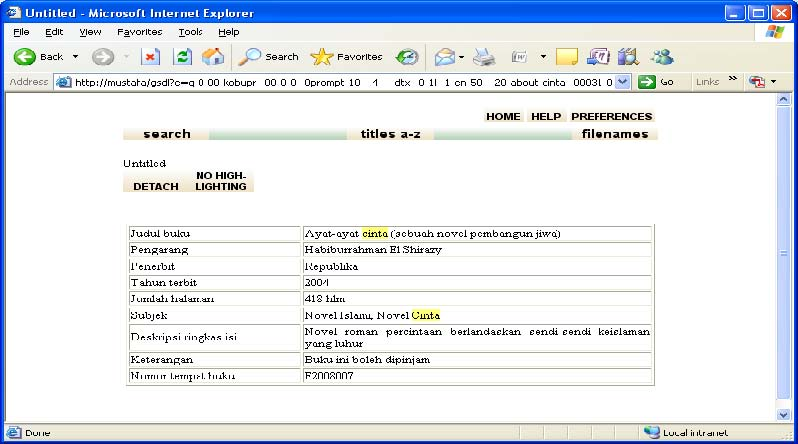 Untitled - Microsoft Internet Explorer
File Edit View Favorites Tools Help
Back Search Favorites
Address http://mustafa/gsdl?e=q 0 00 kobupr 00 0 0 0prompt 10 4 dtx 0 1l 1 en 50 20 about cinta 00031 0 Go Links
HOME HELP PREFERENCES
search titles a-z filenames
Untitled
DETACH NO HIGH-
LIGHTING
Judul buku Ayat-ayat cinta (sebuah novel pembangun jiwa)
Pengarang Habiburrahman El Shirazy
Penerbit Republika
Tahun terbit 2004
Jumlah halaman 418 hlm
Subjek Novel Islami, Novel Cinta
Deskripsi ringkas isi Novel roman percintaan berlandaskan sendi sendi keislaman
yang luhur
Keterangan Buku ini boleh dipinjam
Nomor tempat buku F2008007
Done Local intranet